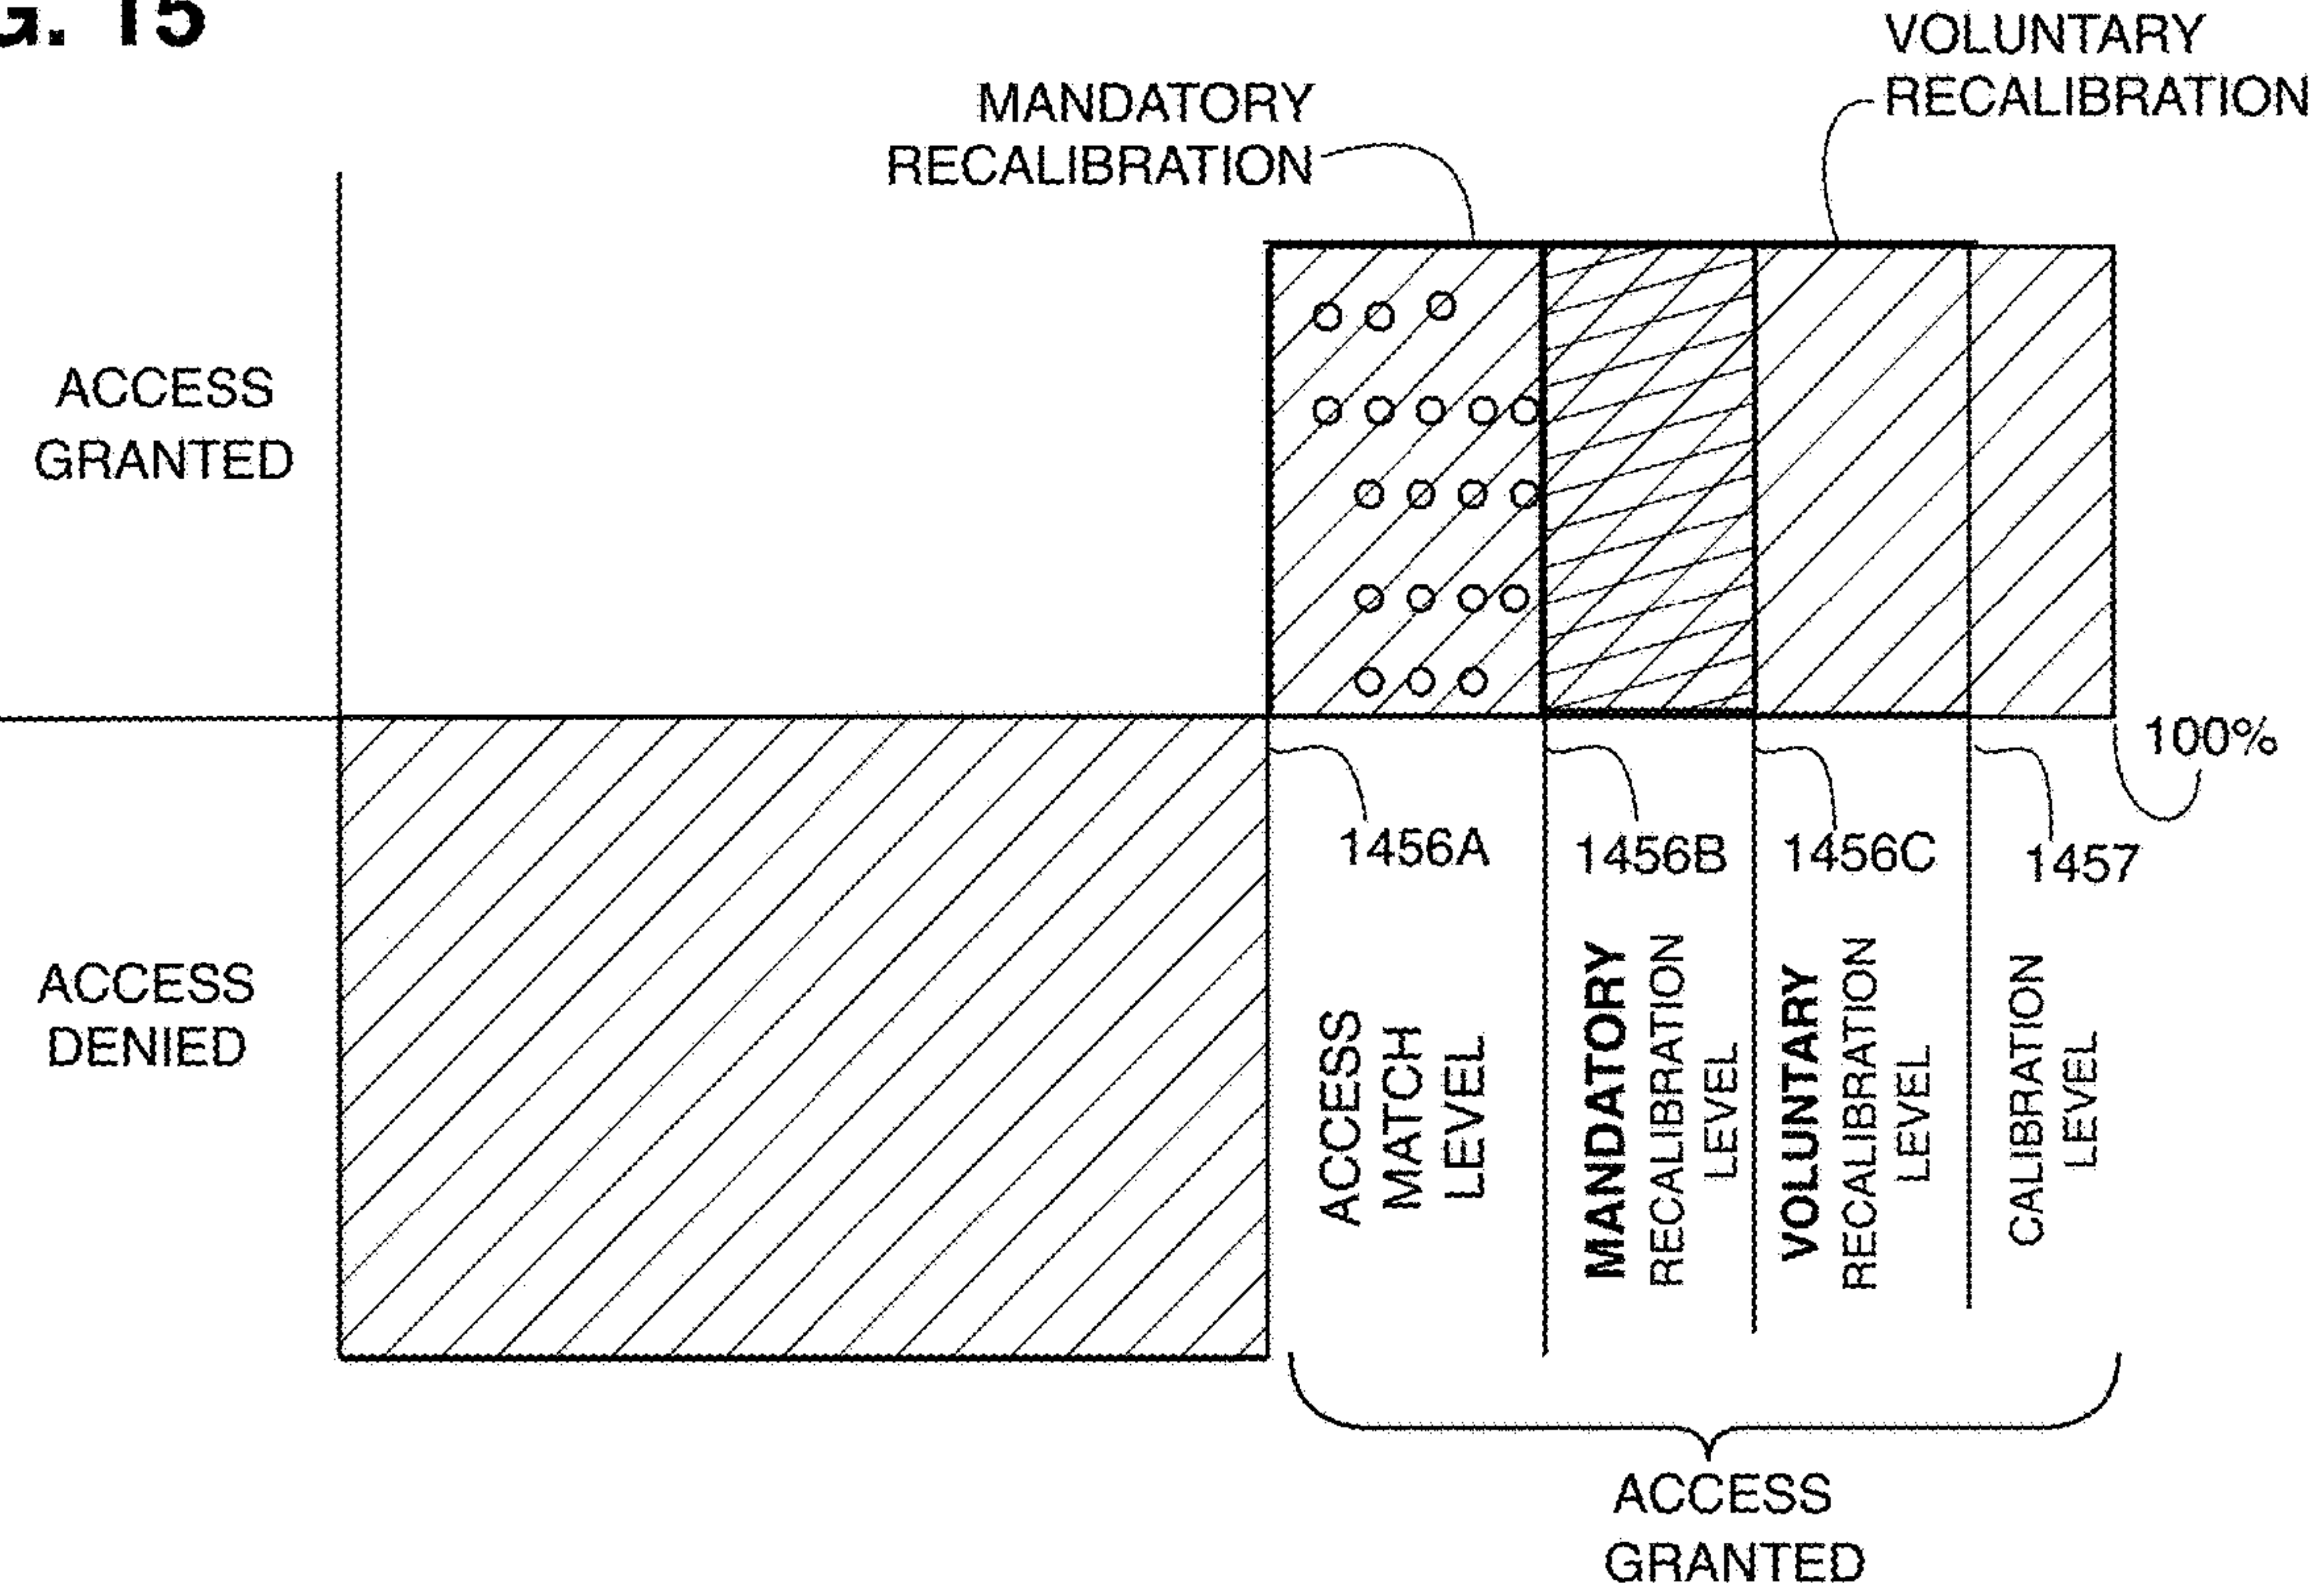 G. 15
VOLUNTARY
RECALIBRATION
MANDATORY
RECALIBRATION
ACCESS
GRANTED
100%
1456A
1456B
1456C
1457
ACCESS
DENIED
ACCESS
MATCH
LEVEL
MANDATORY
RECALIBRATION
LEVEL
VOLUNTARY
RECALIBRATION
LEVEL
CALIBRATION
LEVEL
ACCESS
GRANTED